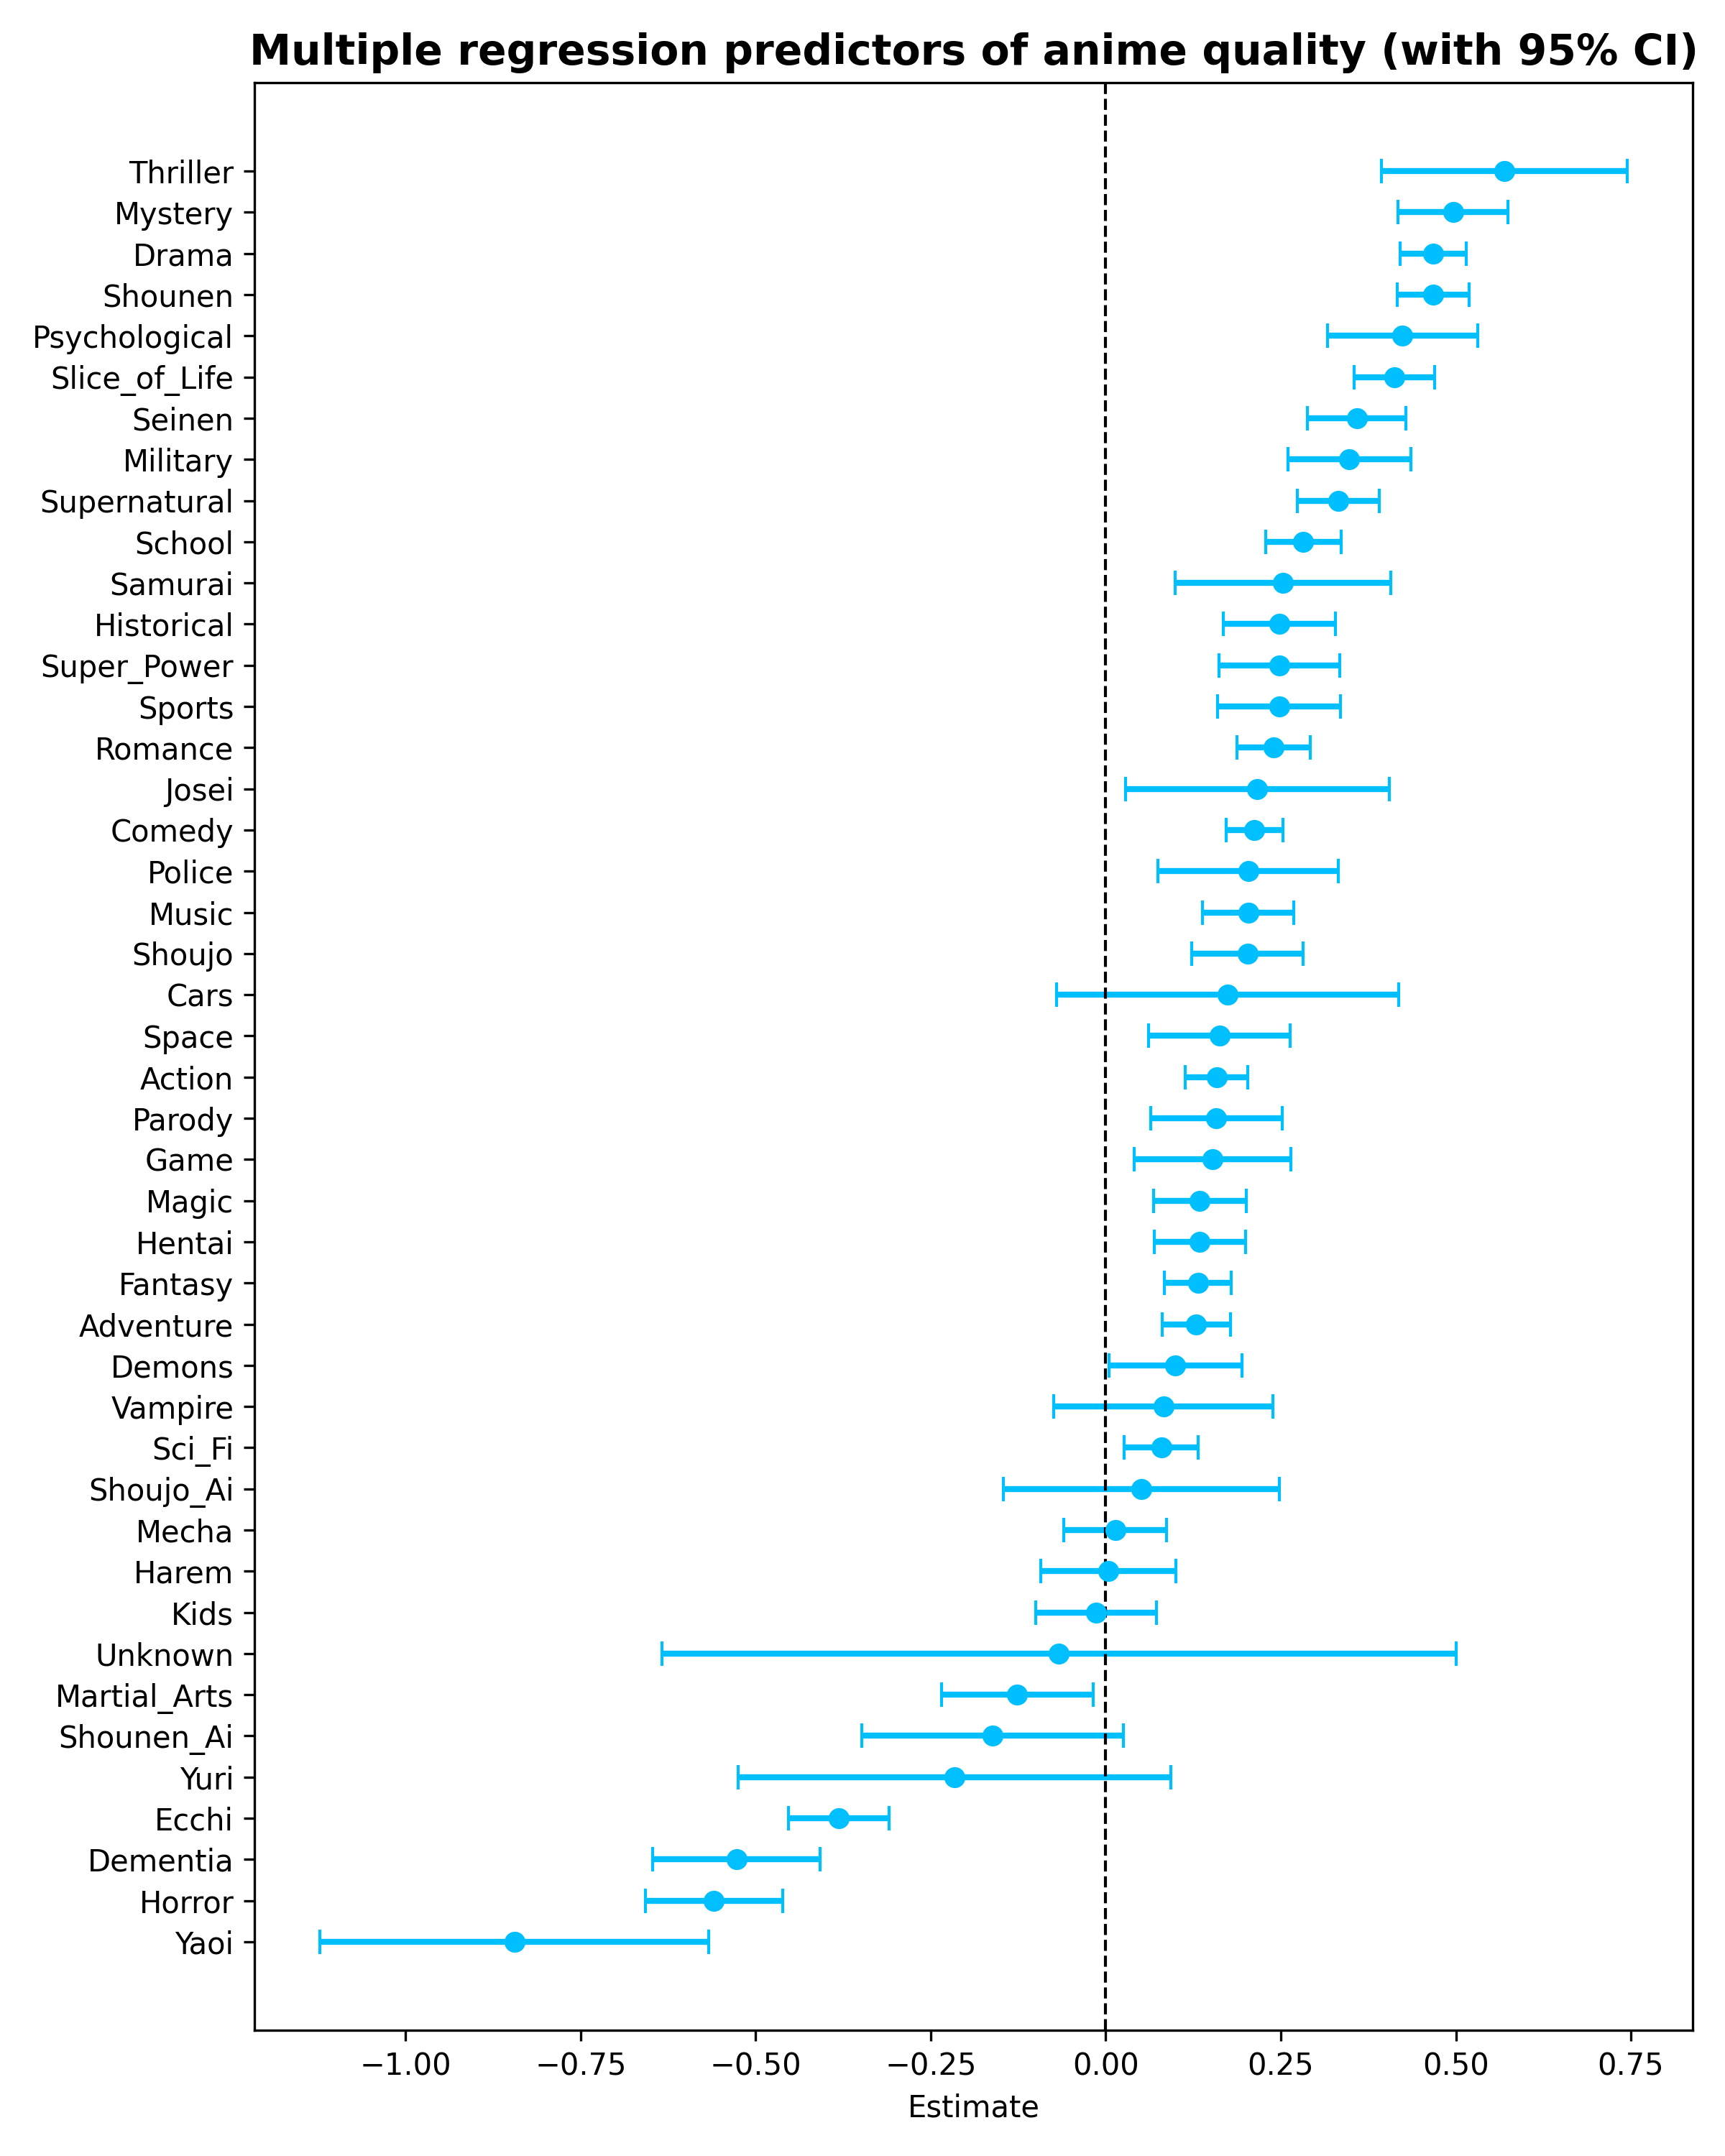 Multiple regression predictors of anime quality (with 95% CI)
Thriller
Mystery
Drama
Shounen
Psychological
Slice_of_Life
Seinen
Military
Supernatural
School
Samurai
Historical
Super_Power
Sports
Romance
Josei
Comedy
Police
Music
Shoujo
Cars
Space
Action
Parody
Game
Magic
Hentai
Fantasy
Adventure
Demons
Vampire
Sci_Fi
Shoujo_Ai
Mecha
Harem
Kids
Unknown
Martial_Arts
Shounen_Ai
Yuri
Ecchi
Dementia
Horror
Yaoi
−1.00 −0.75 −0.50 −0.25 0.00 0.25 0.50 0.75
Estimate